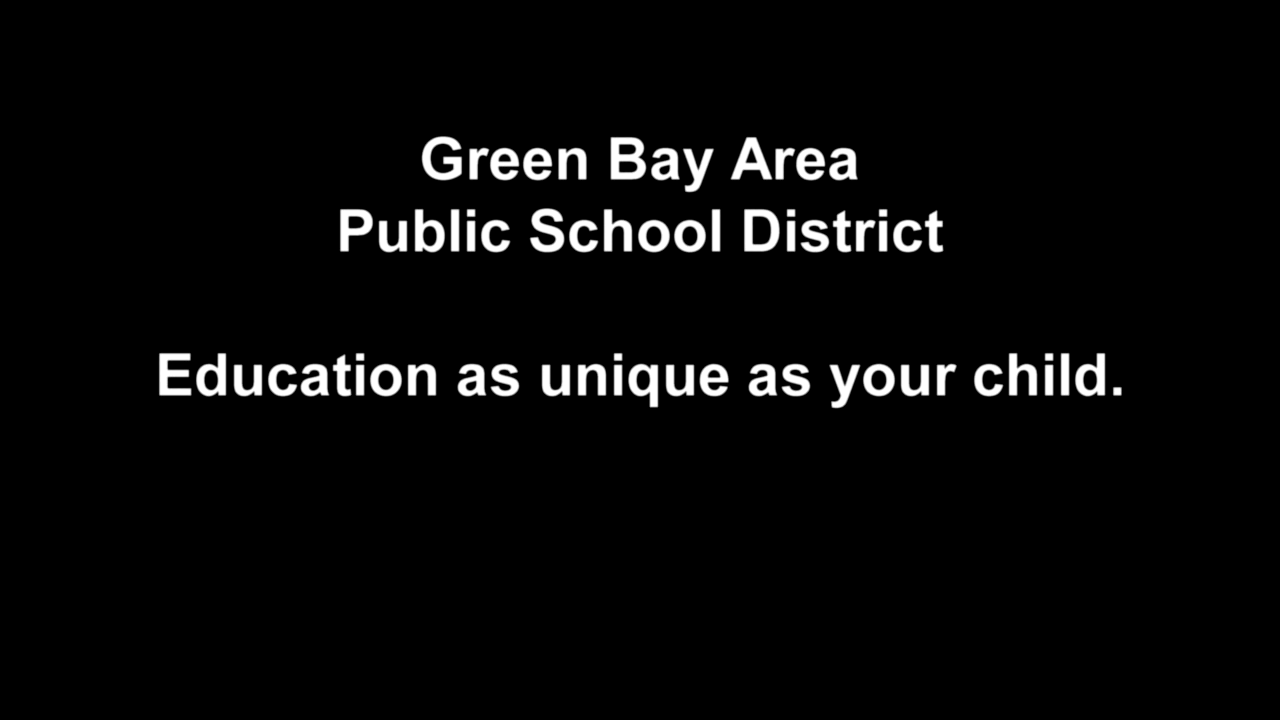 Green Bay Area
Public School District
Education as unique as your child.